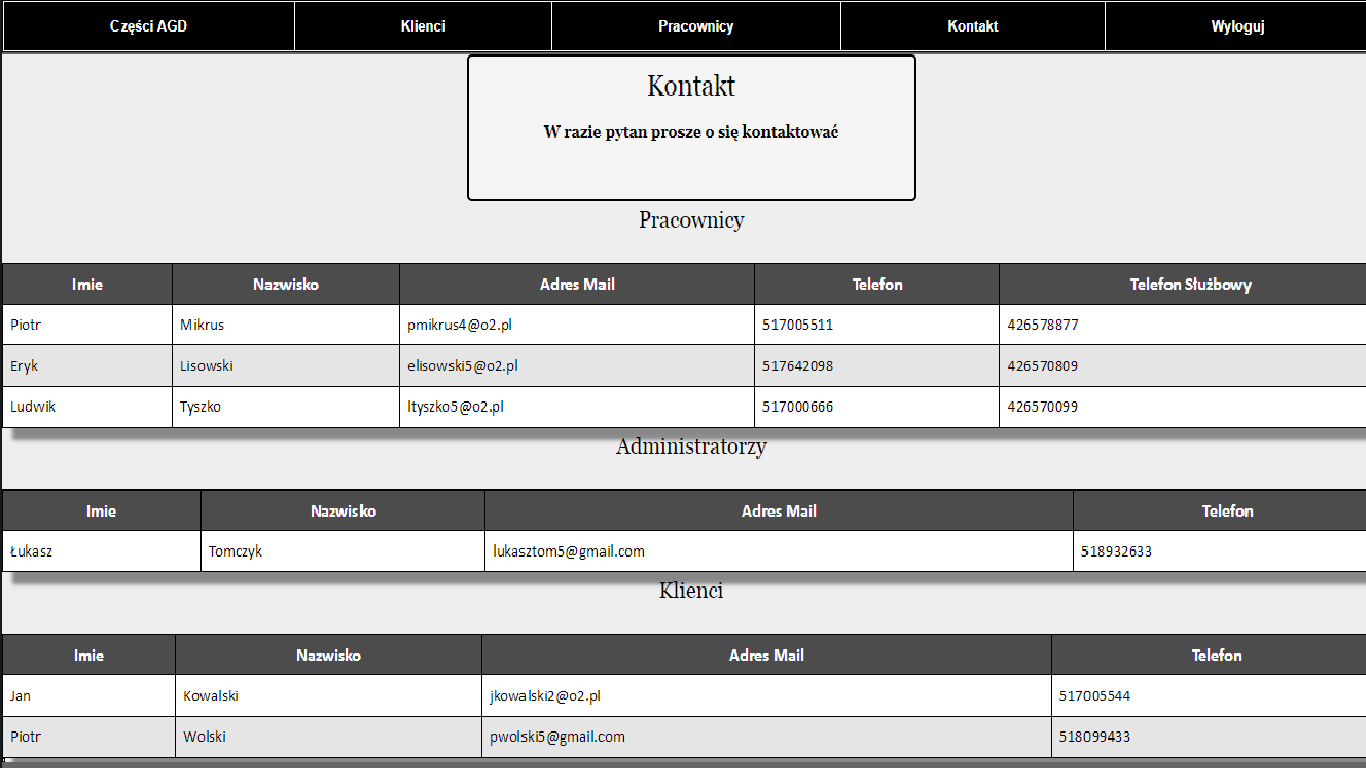 Części AGD Klienci Pracownicy Kontakt Wyloguj
Kontakt
W razie pytan prosze o się kontaktować
Pracownicy
Imie Nazwisko Adres Mail Telefon Telefon Służbowy
Piotr Mikrus pmikrus4@o2.pl 517005511 426578877
Eryk Lisowski elisowski5@o2.pl 517642098 426570809
Ludwik Tyszko ltyszko5@o2.pl 517000666 426570099
Administratorzy
Imie Nazwisko Adres Mail Telefon
Łukasz Tomczyk lukasztom5@gmail.com 518932633
Klienci
Imie Nazwisko Adres Mail Telefon
Jan Kowalski jkowalski2@o2.pl 517005544
Piotr Wolski pwolski5@gmail.com 518099433